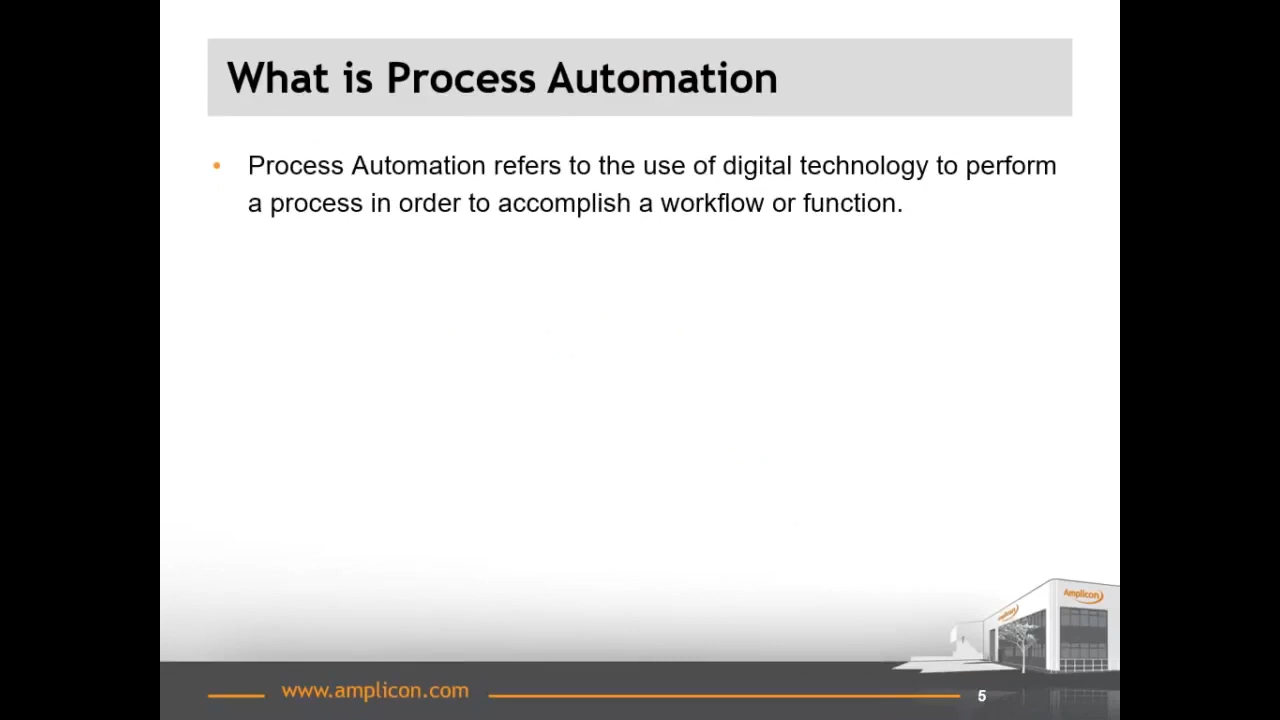 What is Process Automation
• Process Automation refers to the use of digital technology to perform
a process in order to accomplish a workflow or function.
Amplicon
Amplicon
www.amplicon.com
5